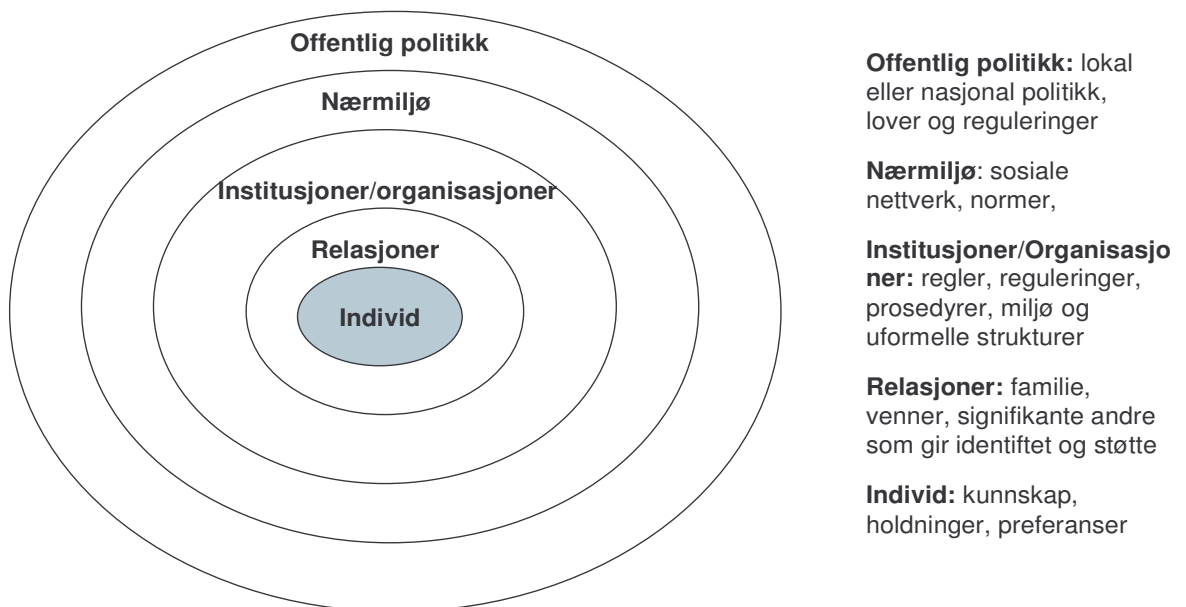 Offentlig politikk
Nærmiljø
Institusjoner/organisasjoner
Relasjoner
Individ
Offentlig politikk: lokal
eller nasjonal politikk,
lover og reguleringer
Nærmiljø: sosiale
nettverk, normer,
Institusjoner/Organisasjo
ner: regler, reguleringer,
prosedyrer, miljø og
uformelle strukturer
Relasjoner: familie,
venner, signifikante andre
som gir identiftet og støtte
Individ: kunnskap,
holdninger, preferanser